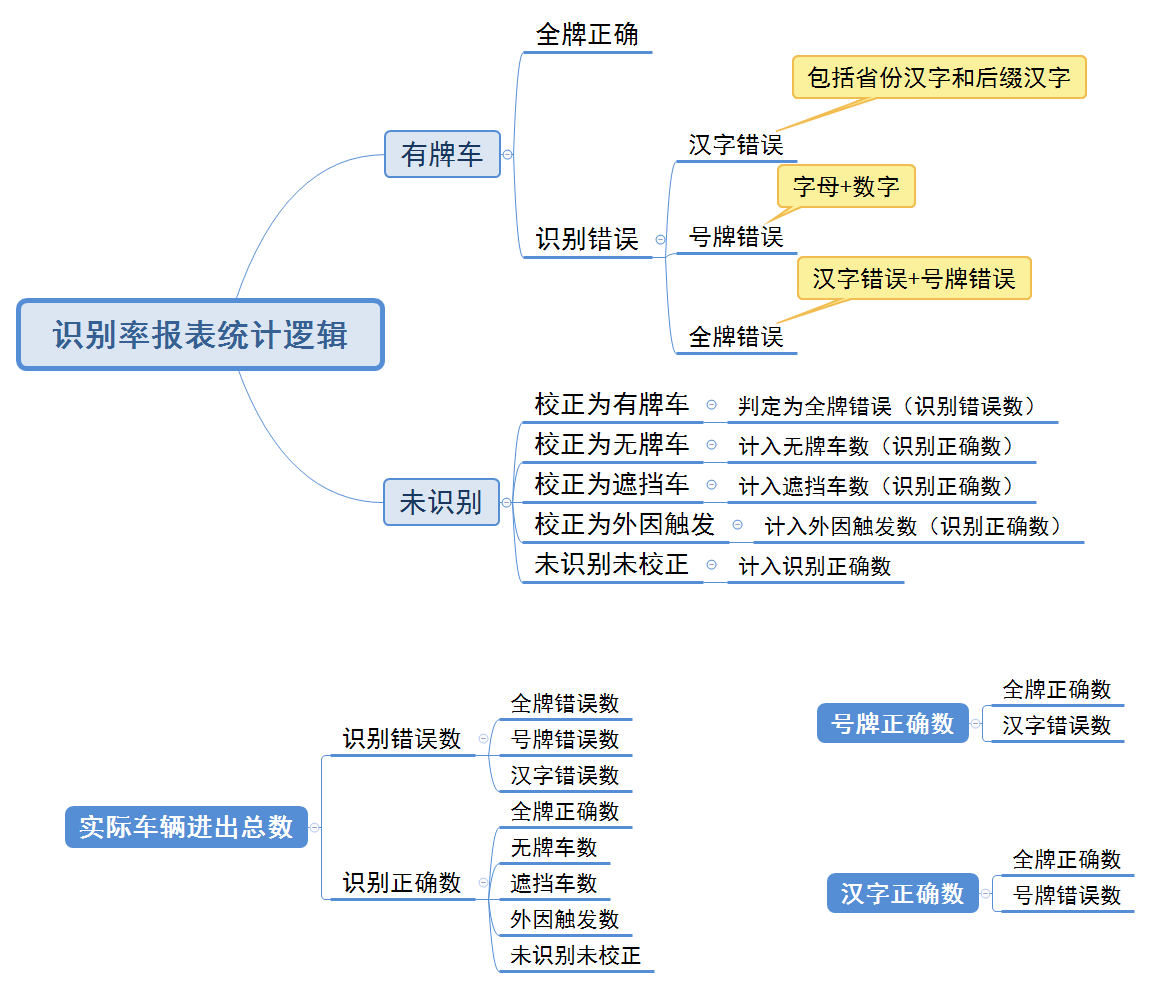 识别率报表统计逻辑
有牌车
全牌正确
识别错误
包括省份汉字和后缀汉字
汉字错误
字母+数字
号牌错误
汉字错误+号牌错误
全牌错误
未识别
校正为有牌车
判定为全牌错误（识别错误数）
校正为无牌车
计入无牌车数（识别正确数）
校正为遮挡车
计入遮挡车数（识别正确数）
校正为外因触发
计入外因触发数（识别正确数）
未识别未校正
计入识别正确数
实际车辆进出总数
识别错误数
全牌错误数
号牌错误数
汉字错误数
识别正确数
全牌正确数
无牌车数
遮挡车数
外因触发数
未识别未校正
号牌正确数
全牌正确数
汉字错误数
汉字正确数
全牌正确数
号牌错误数